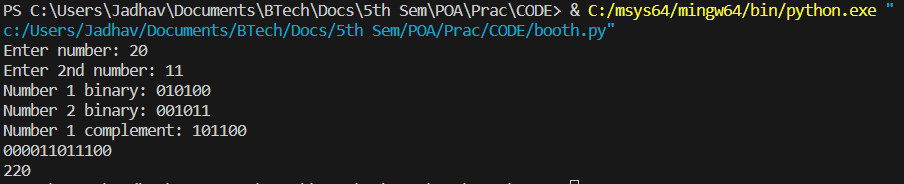 PS C:\Users\Jadhav\Documents\BTech\Docs\5th Sem\POA\Prac\CODE> & C:/msys64/mingw64/bin/python.exe "
c:/Users/Jadhav/Documents/BTech/Docs/5th Sem/POA/Prac/CODE/booth.py"
Enter number: 20
Enter 2nd number: 11
Number 1 binary: 010100
Number 2 binary: 001011
Number 1 complement: 101100
000011011100
220